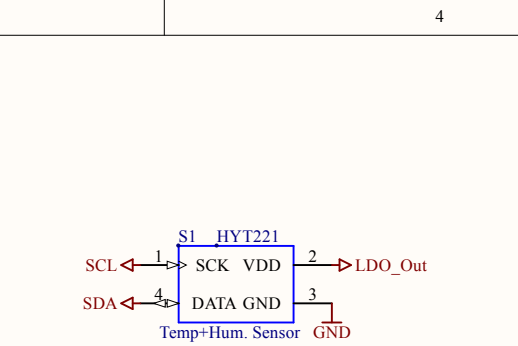 4
S1 HYT221
SCL 1 SCK VDD 2 LDO_Out
SDA 4 DATA GND 3
Temp+Hum. Sensor GND